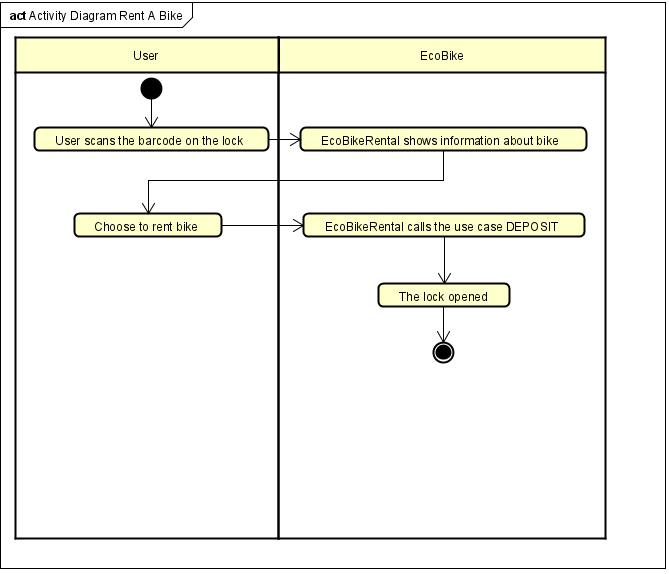 act Activity Diagram Rent A Bike
User
EcoBike
User scans the barcode on the lock
EcoBikeRental shows information about bike
Choose to rent bike
EcoBikeRental calls the use case DEPOSIT
The lock opened